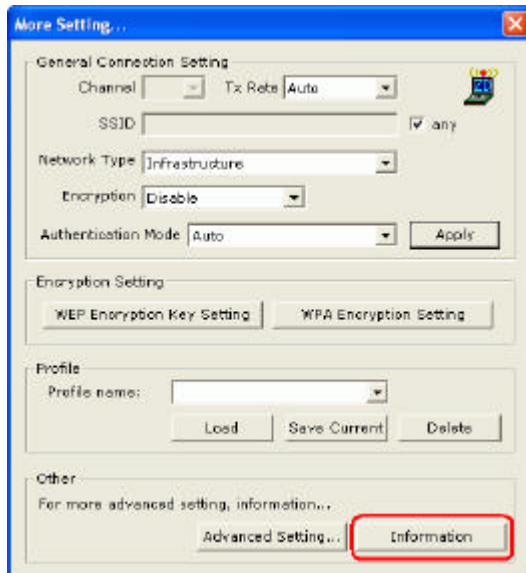 More Setting...
General Connection Setting
Channel Tx Rate Auto
SSID any
Network Type Infrastructure
Encryption Disable
Authentication Mode Auto Apply
Encryption Setting
WEP Encryption Key Setting WPA Encryption Setting
Profile
Profile name:
Load Save Current Delete
Other
For more advanced setting, information...
Advanced Setting... Information